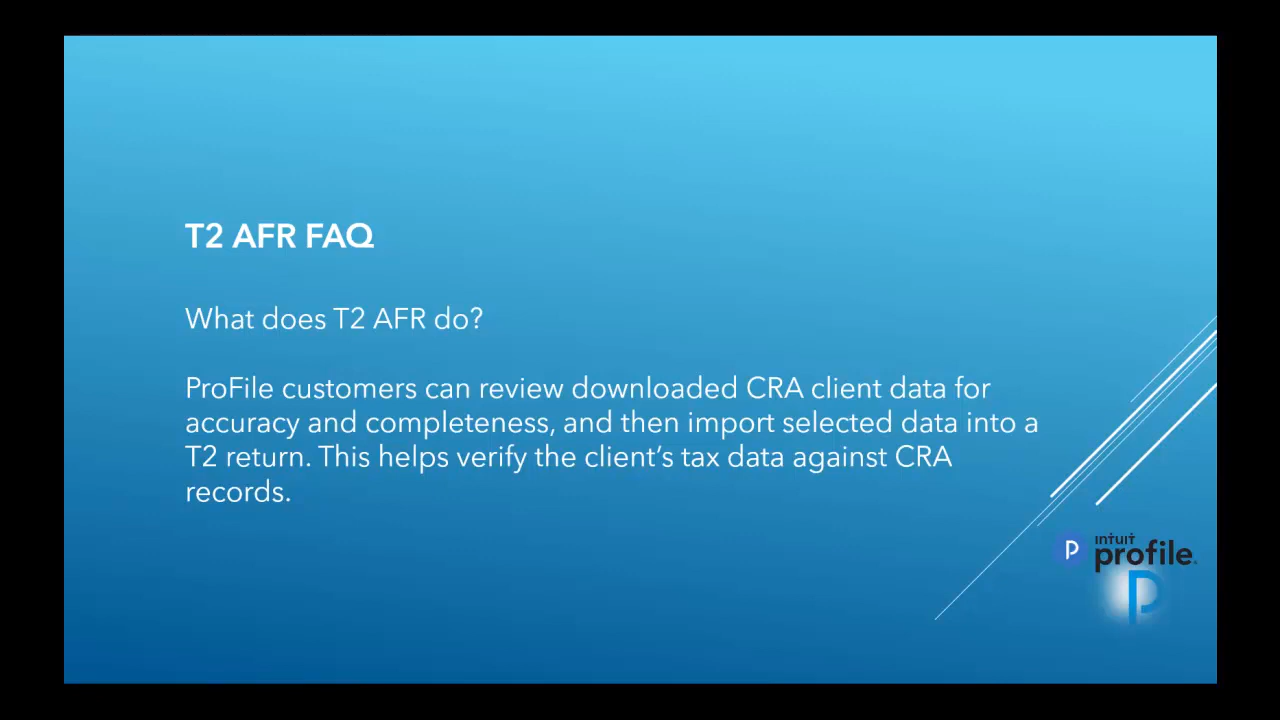 T2 AFR FAQ
What does T2 AFR do?
ProFile customers can review downloaded CRA client data for
accuracy and completeness, and then import selected data into a
T2 return. This helps verify the client’s tax data against CRA
records.
intuit
profile